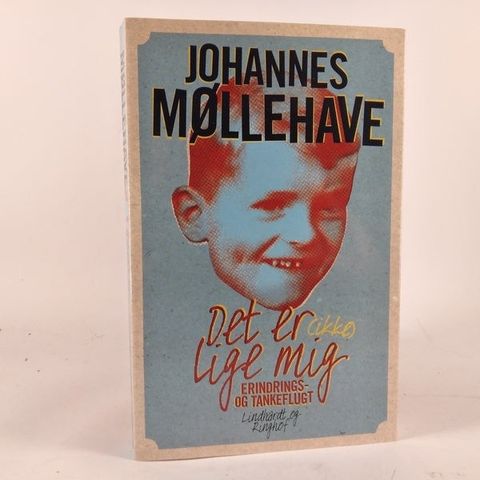 JOHANNES
MØLLEHAVE
Det er (ikke)
lige mig
ERINDRINGS-
OG TANKEFLUGT
Lindhardt og
Ringhof